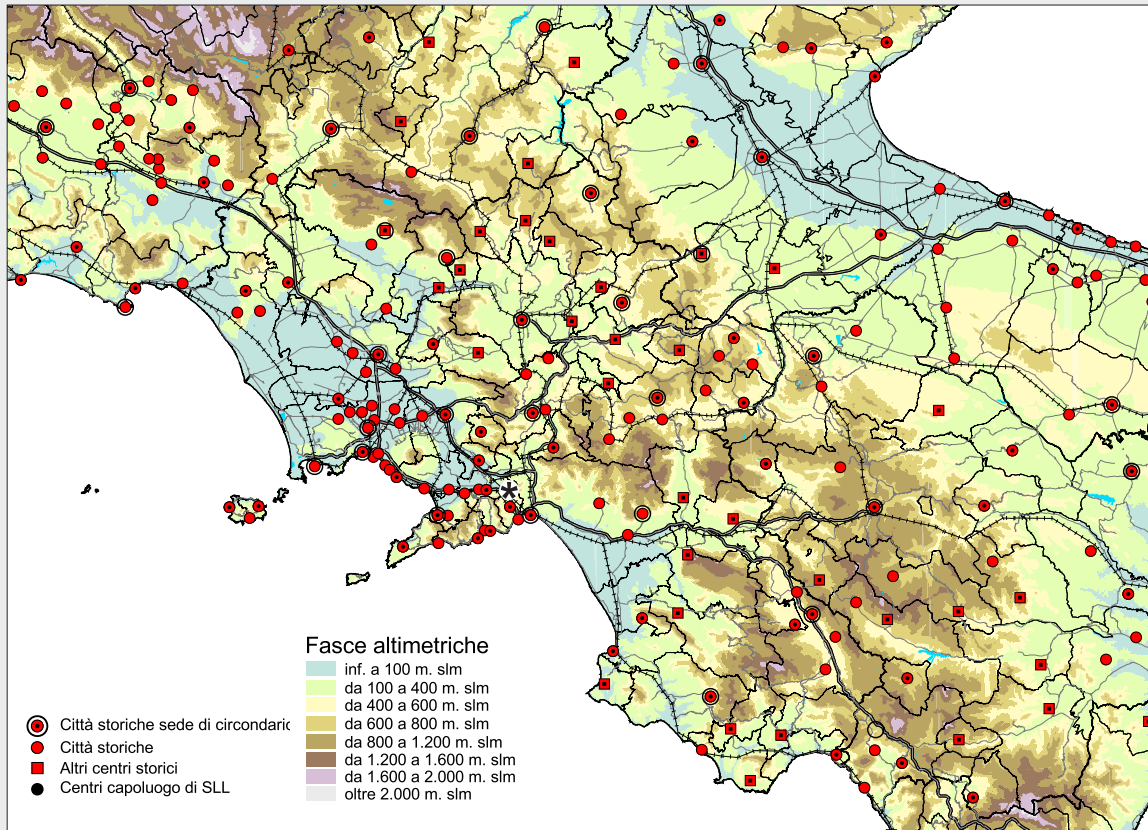 Fasce altimetriche
inf. a 100 m. slm
da 100 a 400 m. slm
da 400 a 600 m. slm
da 600 a 800 m. slm
da 800 a 1.200 m. slm
da 1.200 a 1.600 m. slm
da 1.600 a 2.000 m. slm
oltre 2.000 m. slm
Città storiche sede di circondaric
Città storiche
Altri centri storici
Centri capoluogo di SLL
*